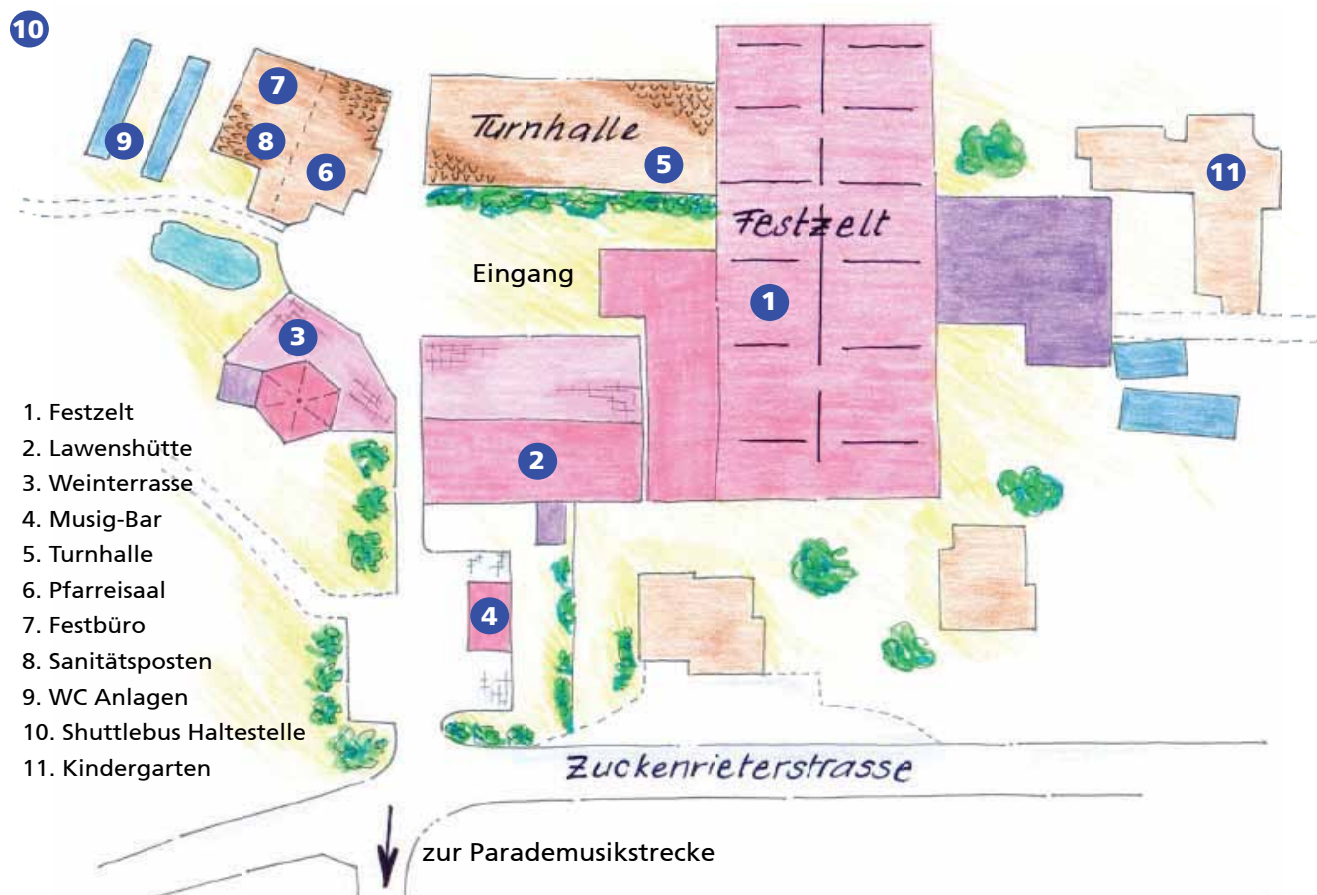 10
7
9
8
6
Turnhalle
5
11
Festzelt
Eingang
1
3
2
4
1. Festzelt
2. Lawenshütte
3. Weinterrasse
4. Musig-Bar
5. Turnhalle
6. Pfarreisaal
7. Festbüro
8. Sanitätsposten
9. WC Anlagen
10. Shuttlebus Haltestelle
11. Kindergarten
Zuckenrieterstrasse
zur Parademusikstrecke